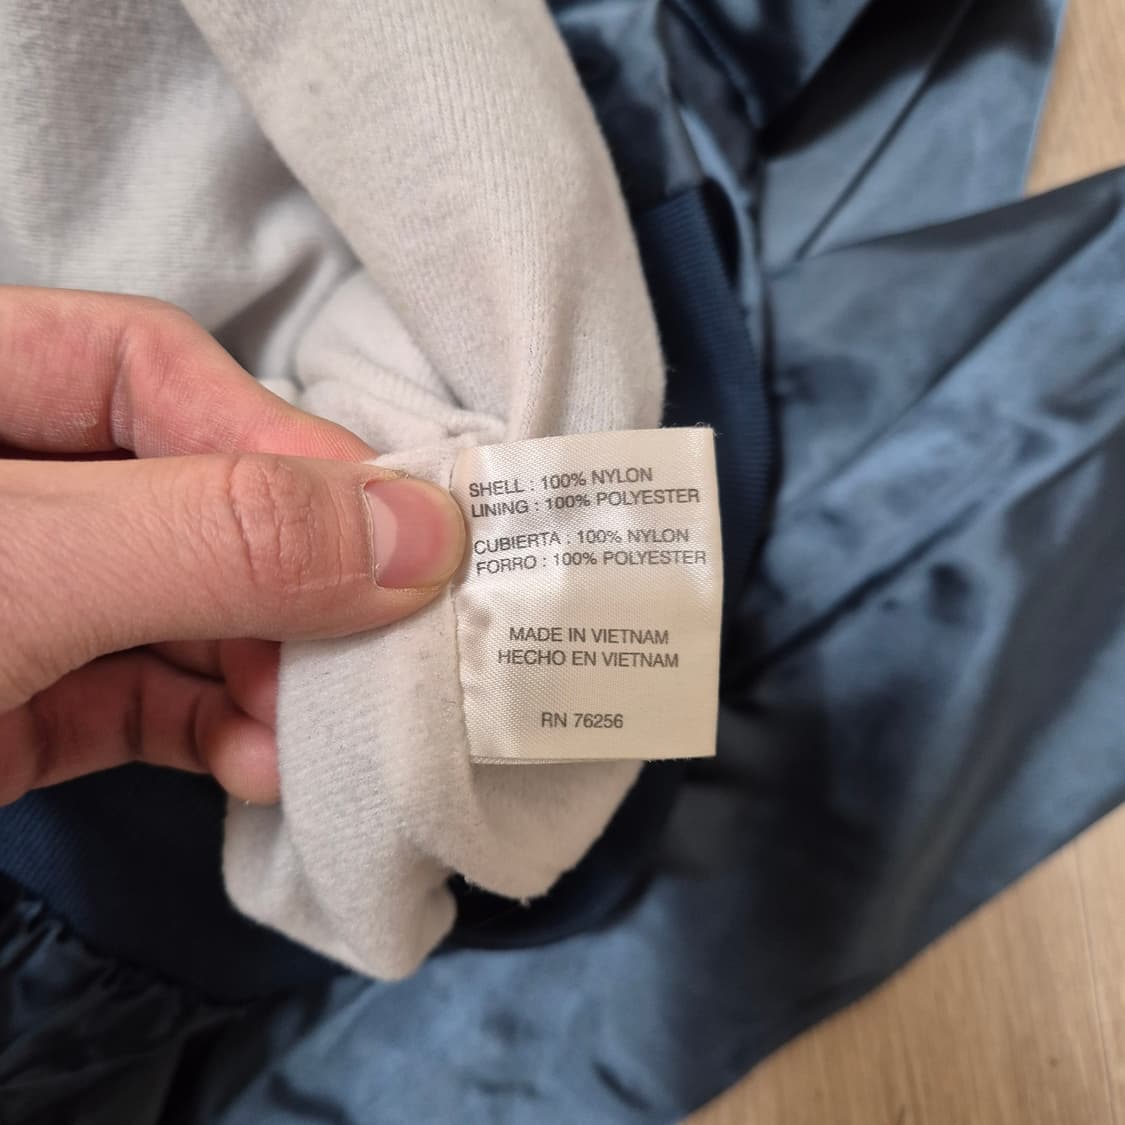 SHELL : 100% NYLON
LINING : 100% POLYESTER
CUBIERTA : 100% NYLON
FORRO : 100% POLYESTER
MADE IN VIETNAM
HECHO EN VIETNAM
RN 76256